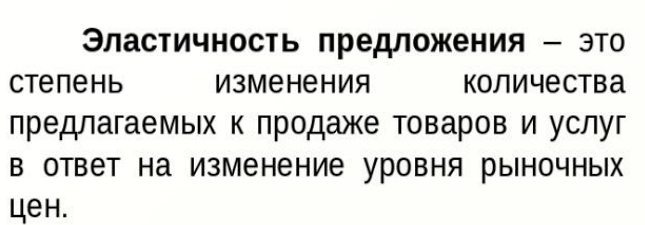 Эластичность предложения – это
степень изменения количества
предлагаемых к продаже товаров и услуг
в ответ на изменение уровня рыночных
цен.